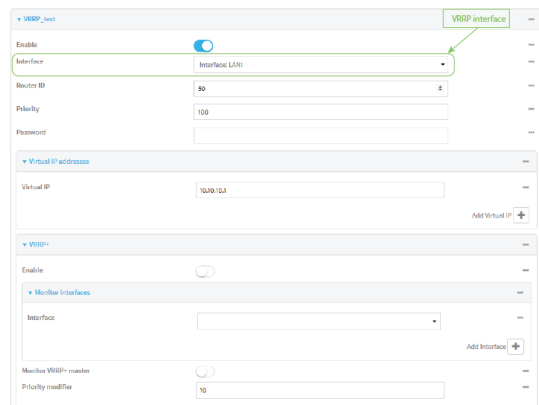 VRRP_test
VRRP interface
Enable
Interface
Interface: LAN1
Router ID
50
Priority
100
Password
Virtual IP addresses
Virtual IP
10.10.10.1
Add Virtual IP
VRRP+
Enable
Monitor Interfaces
Interface
Add Interface
Monitor VRRP+ master
Priority modifier
10